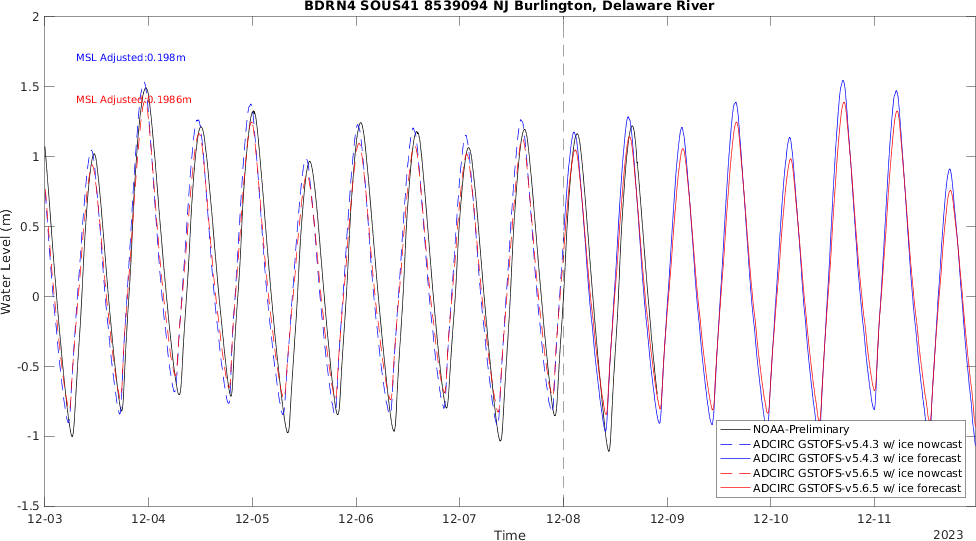 BDRN4 SOUS41 8539094 NJ Burlington, Delaware River
2
MSL Adjusted:0.198m
1.5
MSL Adjusted:0.1986m
1
0.5
0
-0.5
-1
-1.5
Water Level (m)
NOAA-Preliminary
ADCIRC GSTOFS-v5.4.3 w/ ice nowcast
ADCIRC GSTOFS-v5.4.3 w/ ice forecast
ADCIRC GSTOFS-v5.6.5 w/ ice nowcast
ADCIRC GSTOFS-v5.6.5 w/ ice forecast
12-03 12-04 12-05 12-06 12-07 12-08 12-09 12-10 12-11
Time
2023